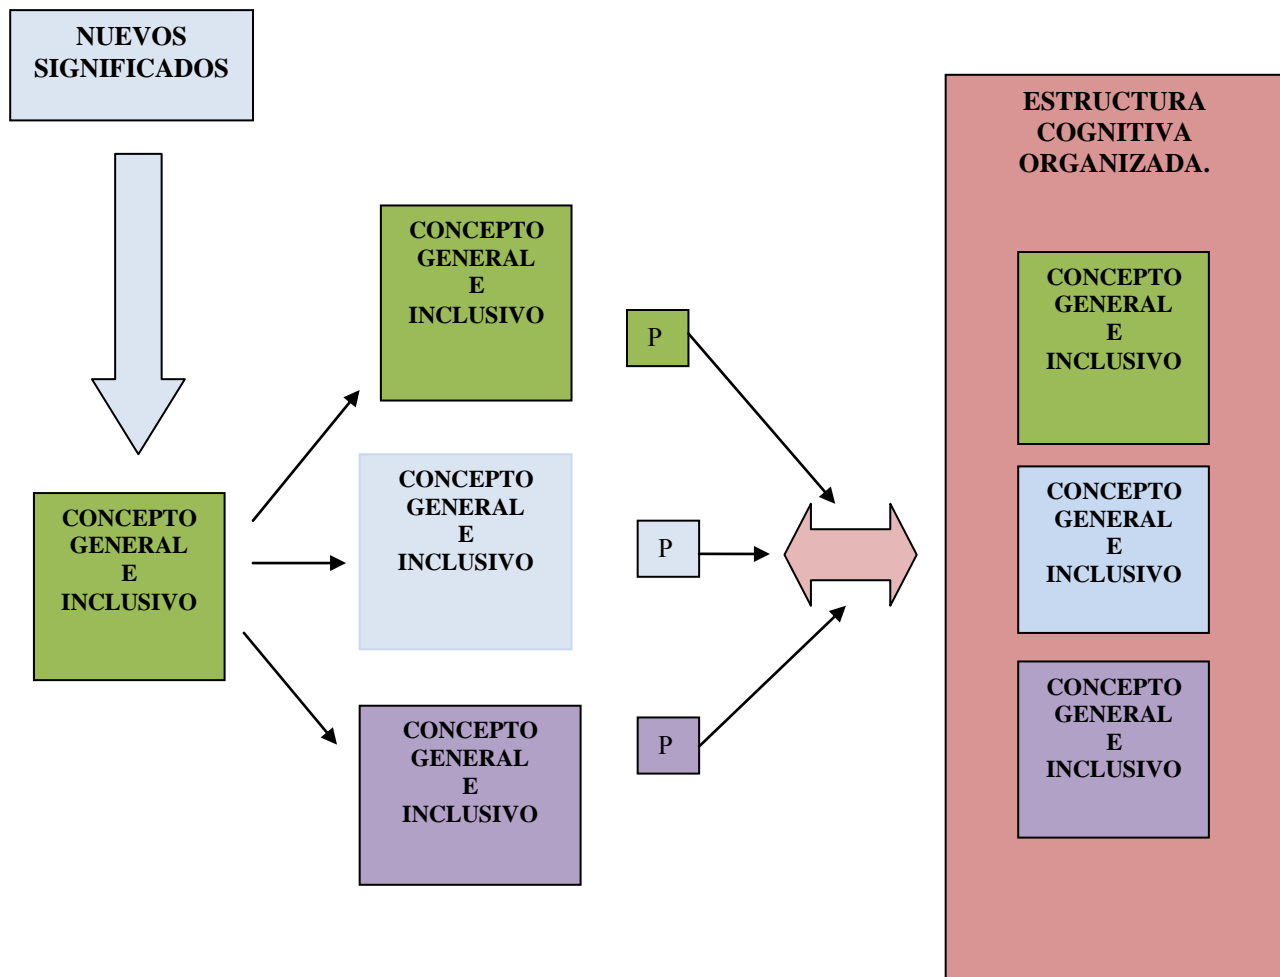 NUEVOS
SIGNIFICADOS
CONCEPTO
GENERAL
E
INCLUSIVO
CONCEPTO
GENERAL
E
INCLUSIVO
CONCEPTO
GENERAL
E
INCLUSIVO
CONCEPTO
GENERAL
E
INCLUSIVO
P
P
P
ESTRUCTURA
COGNITIVA
ORGANIZADA.
CONCEPTO
GENERAL
E
INCLUSIVO
CONCEPTO
GENERAL
E
INCLUSIVO
CONCEPTO
GENERAL
E
INCLUSIVO